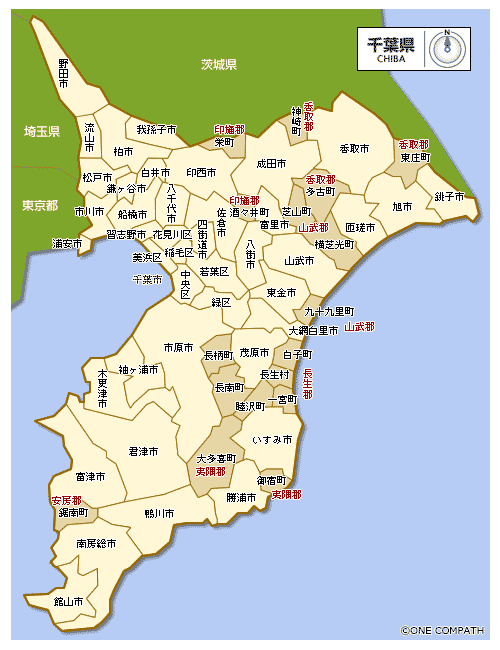 千葉県
CHIBA
茨城県
埼玉県
東京都
野田市
流山市
我孫子市
柏市
印旛郡
栄町
神崎町
香取郡
香取市
香取郡
東庄町
成田市
松戸市
鎌ヶ谷市
白井市
印西市
香取郡
多古町
銚子市
旭市
匝瑳市
市川市
船橋市
八千代市
印旛郡
酒々井町
佐倉市
富里市
芝山町
山武郡
横芝光町
浦安市
習志野市
花見川区
四街道市
八街市
美浜区
稲毛区
若葉区
中央区
千葉市
緑区
山武市
東金市
九十九里町
大網白里市
山武郡
市原市
長柄町
茂原市
白子町
袖ヶ浦市
木更津市
長南町
長生村
長生郡
睦沢町
一宮町
君津市
いすみ市
大多喜町
夷隅郡
富津市
御宿町
夷隅郡
勝浦市
安房郡
鋸南町
鴨川市
南房総市
館山市
©ONE COMPATH